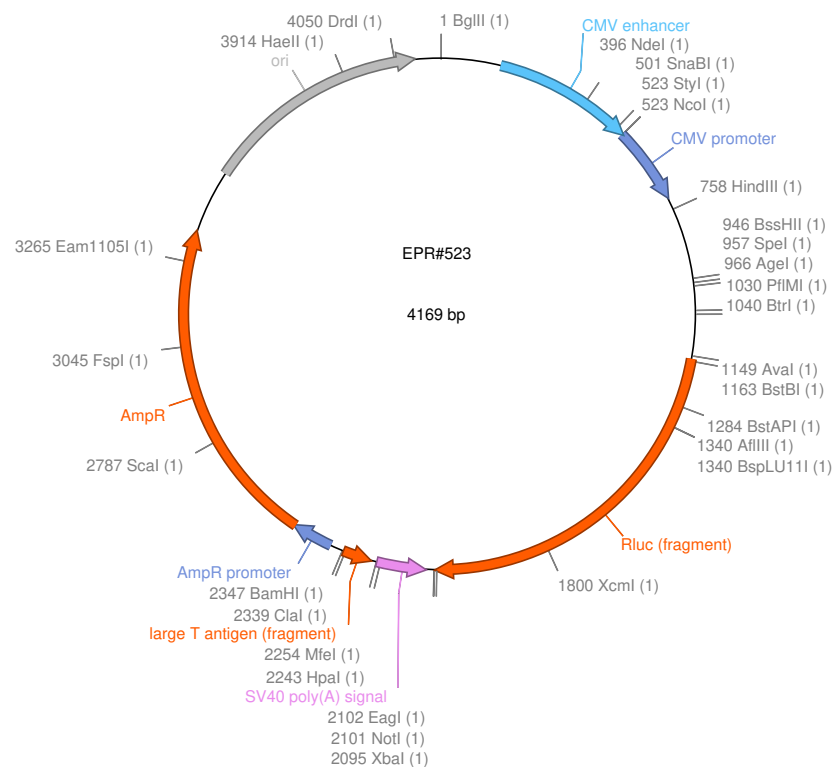 4050 DrdI (1)
1 BglII (1)
CMV enhancer
3914 HaeII (1)
396 NdeI (1)
ori
501 SnaBI (1)
523 StyI (1)
523 NcoI (1)
CMV promoter
758 HindIII (1)
946 BssHII (1)
3265 Eam1105I (1)
957 SpeI (1)
EPR#523
966 AgeI (1)
1030 PflMI (1)
1040 BtrI (1)
4169 bp
3045 FspI (1)
1149 AvaI (1)
1163 BstBI (1)
AmpR
1284 BstAPI (1)
1340 AflIII (1)
2787 ScaI (1)
1340 BspLU11I (1)
Rluc (fragment)
AmpR promoter
1800 XcmI (1)
2347 BamHI (1)
2339 ClaI (1)
large T antigen (fragment)
2254 MfeI (1)
2243 HpaI (1)
SV40 poly(A) signal
2102 EagI (1)
2101 NotI (1)
2095 XbaI (1)